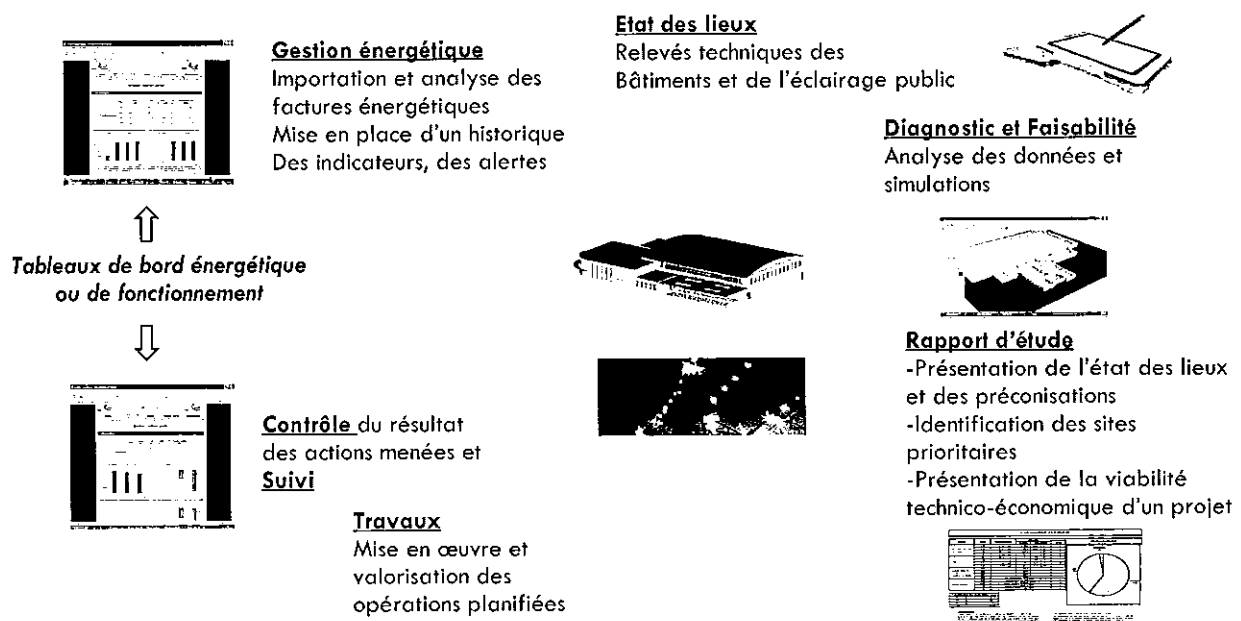 Gestion énergétique
Importation et analyse des
factures énergétiques
Mise en place d'un historique
Des indicateurs, des alertes
Etat des lieux
Relevés techniques des
Bâtiments et de l'éclairage public
Diagnostic et Faisabilité
Analyse des données et
simulations
Rapport d'étude
-Présentation de l'état des lieux
et des préconisations
-Identification des sites
prioritaires
-Présentation de la viabilité
technico-économique d'un projet
Travaux
Mise en œuvre et
valorisation des
opérations planifiées
Contrôle du résultat
des actions menées et
Suivi
Tableaux de bord énergétique
ou de fonctionnement